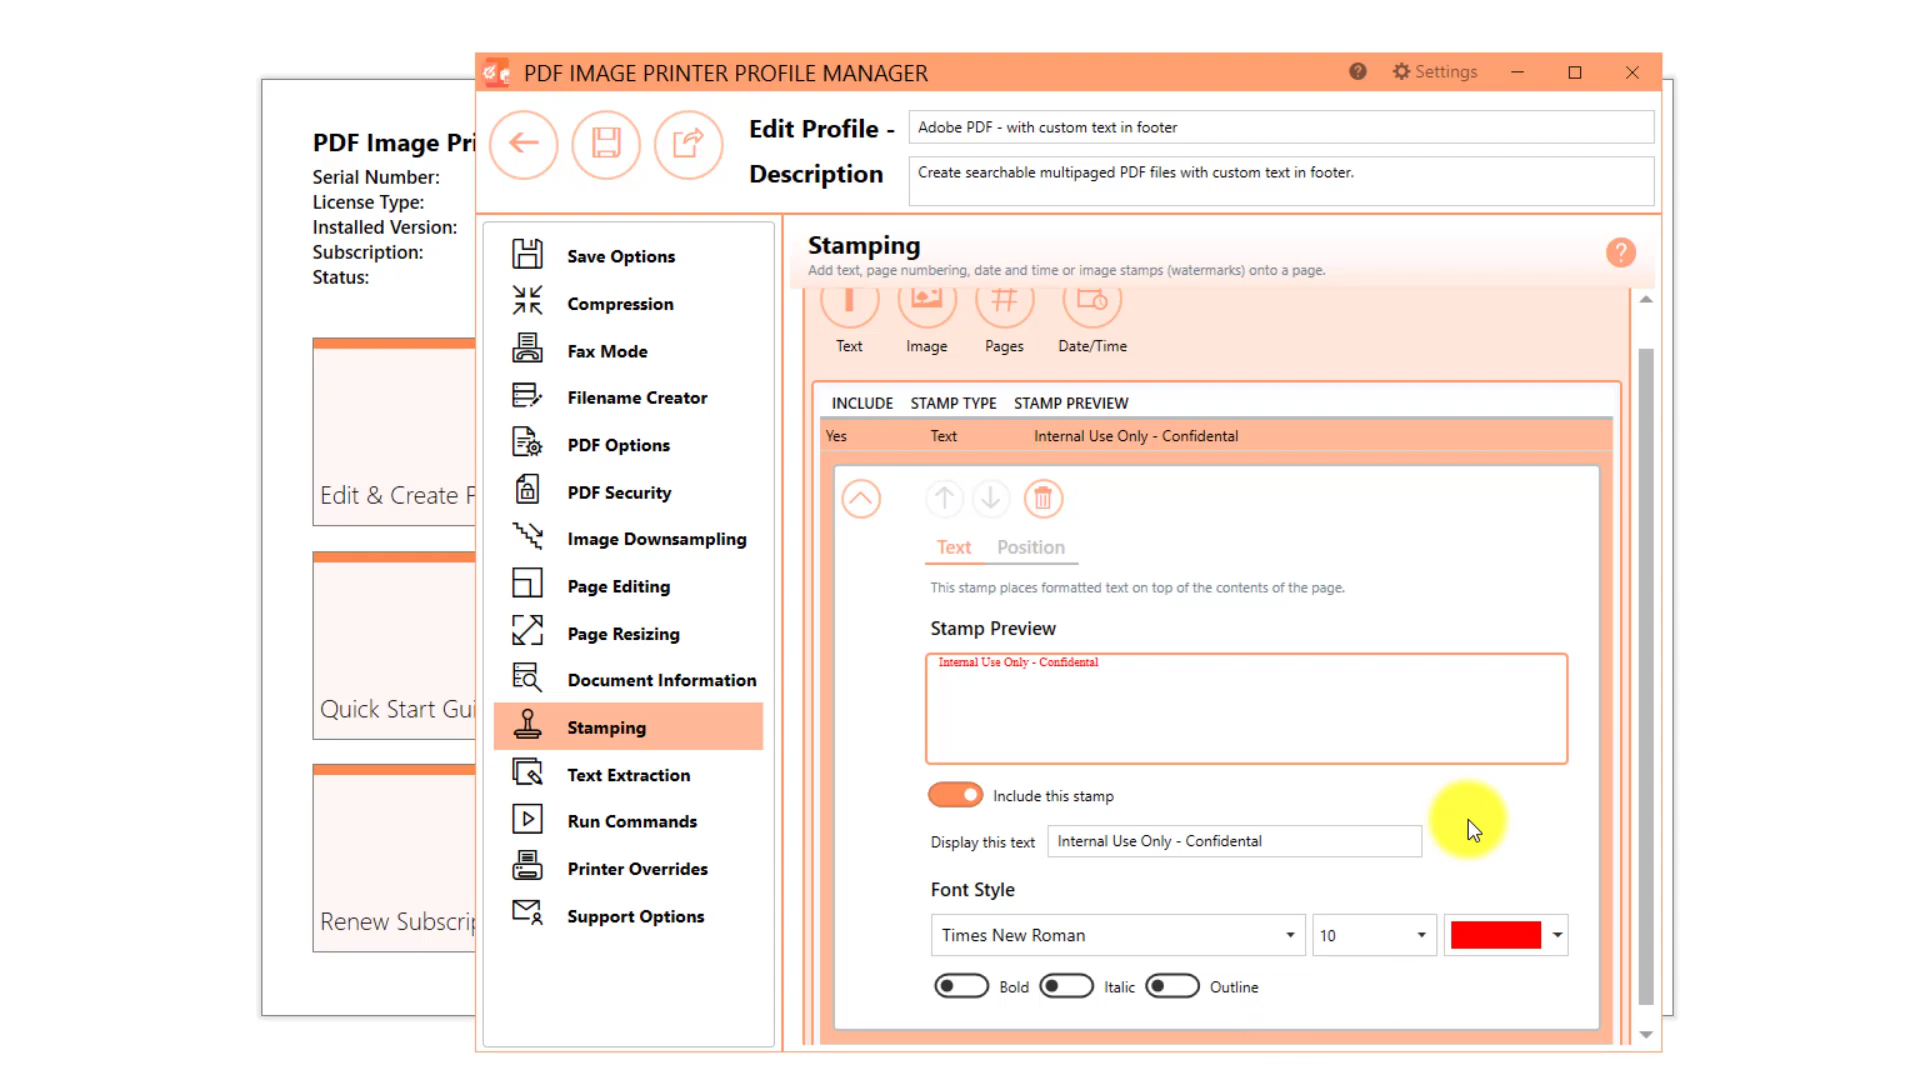 PDF IMAGE PRINTER PROFILE MANAGER
Settings
Edit Profile -
Adobe PDF - with custom text in footer
Description
Create searchable multipaged PDF files with custom text in footer.
PDF Image Pri
Serial Number:
License Type:
Installed Version:
Subscription:
Status:
Edit & Create P
Quick Start Gui
Renew Subscrip
Save Options
Compression
Fax Mode
Filename Creator
PDF Options
PDF Security
Image Downsampling
Page Editing
Page Resizing
Document Information
Stamping
Text Extraction
Run Commands
Printer Overrides
Support Options
Stamping
Add text, page numbering, date and time or image stamps (watermarks) onto a page.
Text Image Pages Date/Time
INCLUDE STAMP TYPE STAMP PREVIEW
Yes Text Internal Use Only - Confidental
Text Position
This stamp places formatted text on top of the contents of the page.
Stamp Preview
Internal Use Only - Confidental
Include this stamp
Display this text Internal Use Only - Confidental
Font Style
Times New Roman 10
Bold Italic Outline